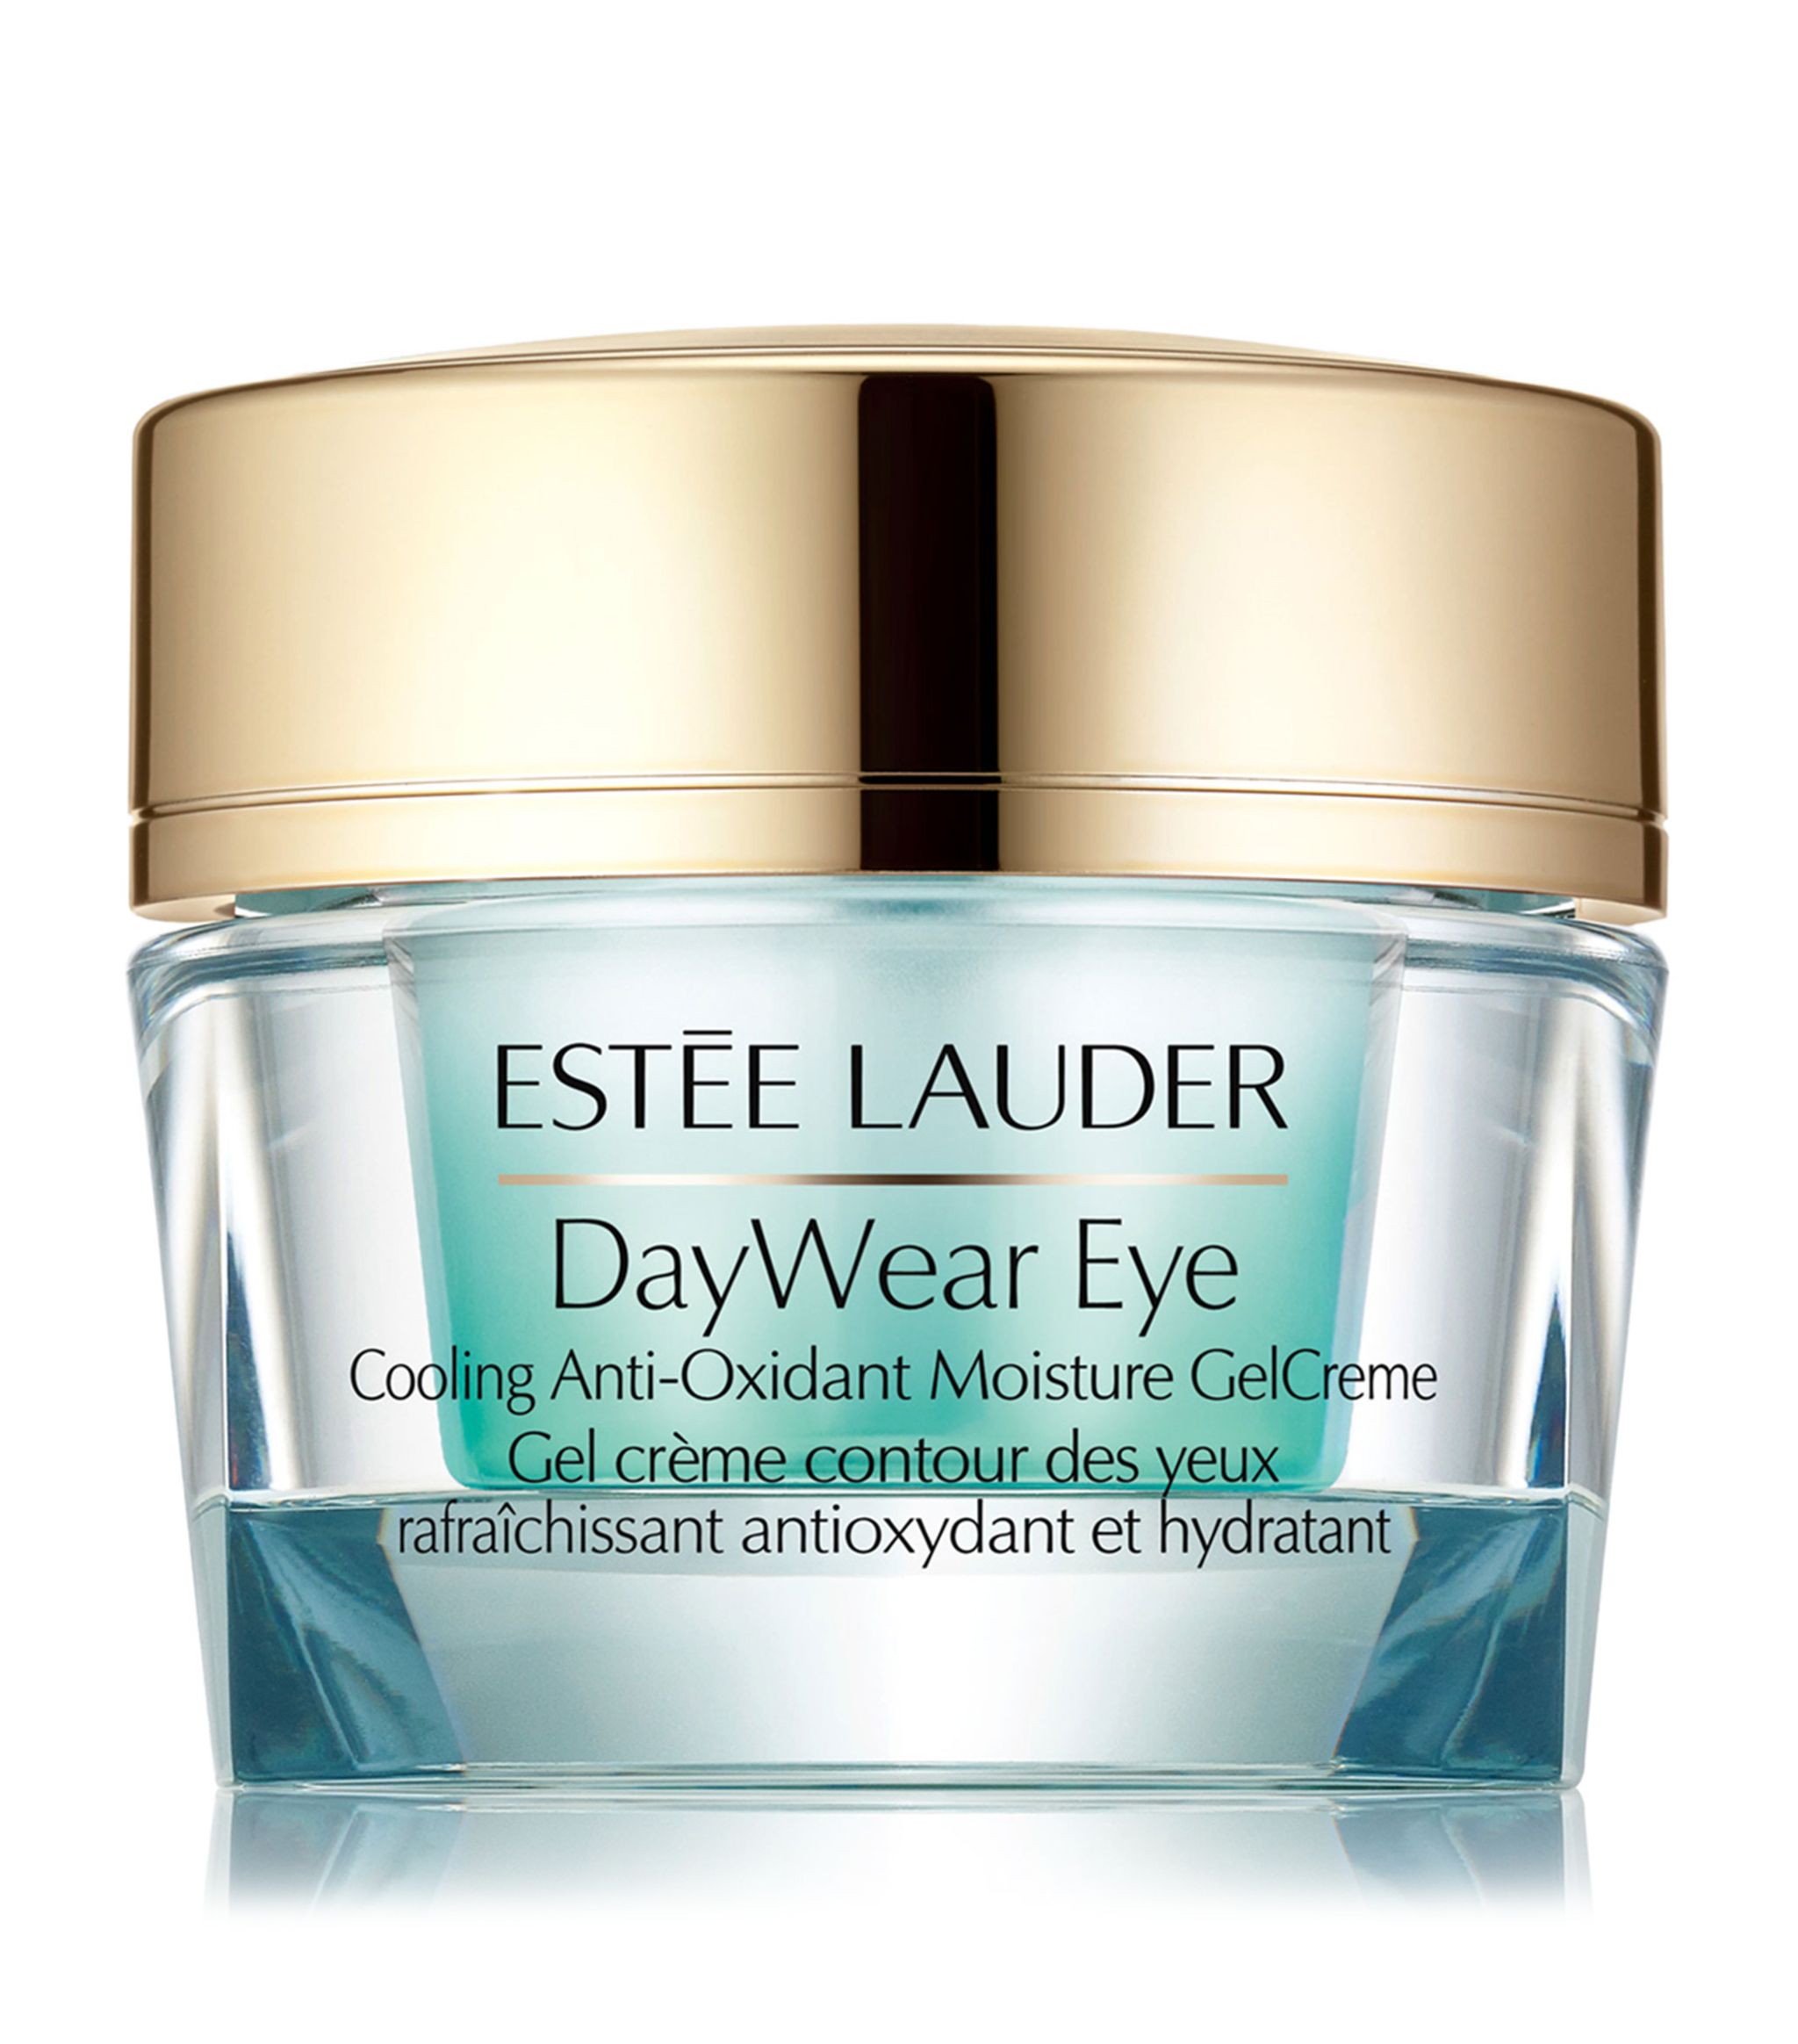 ESTĒE LAUDER
DayWear Eye
Cooling Anti-Oxidant Moisture GelCreme
Gel crème contour des yeux
rafraîchissant antioxydant et hydratant